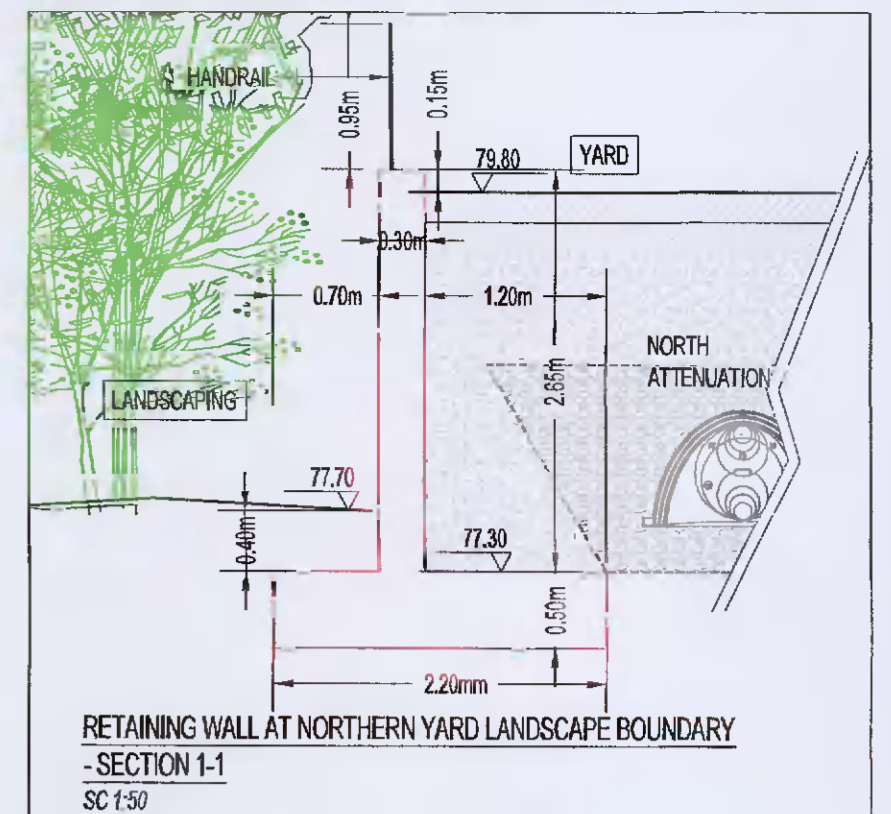 HANDRAIL
0.95m
0.15m
79.80
YARD
0.30m
0.70m
1.20m
2.65m
NORTH
ATTENUATION
LANDSCAPING
77.70
0.40m
77.30
0.50m
2.20mm
RETAINING WALL AT NORTHERN YARD LANDSCAPE BOUNDARY
- SECTION 1-1
SC 1:50